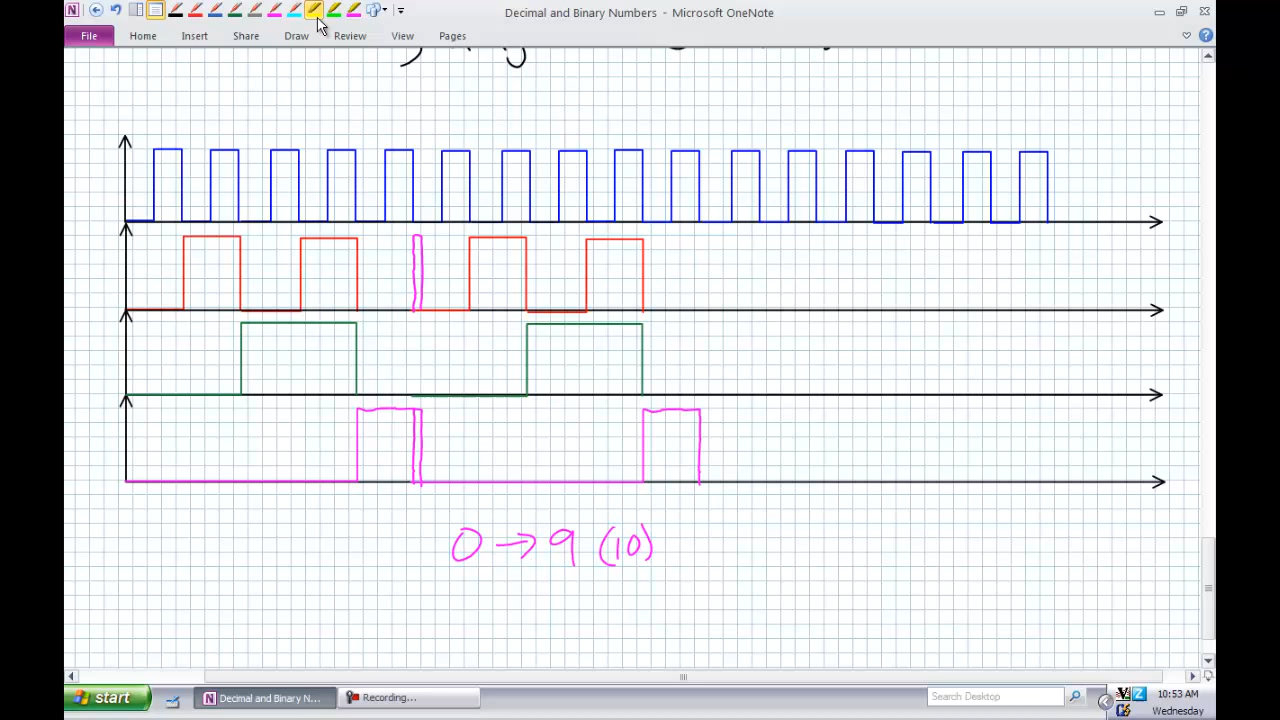 Decimal and Binary Numbers - Microsoft OneNote
File Home Insert Share Draw Review View Pages
0 → 9 (10)
start Decimal and Binary N... Recording... Search Desktop 10:53 AM
Wednesday